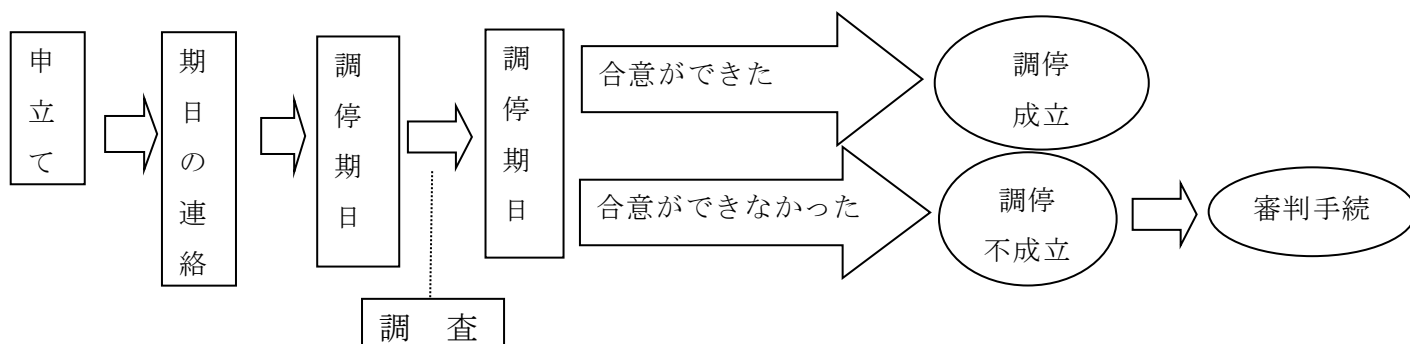 申立て
期日の連絡
調停期日
調停期日
合意ができた
調停
成立
合意ができなかった
調停
不成立
審判手続
調　査